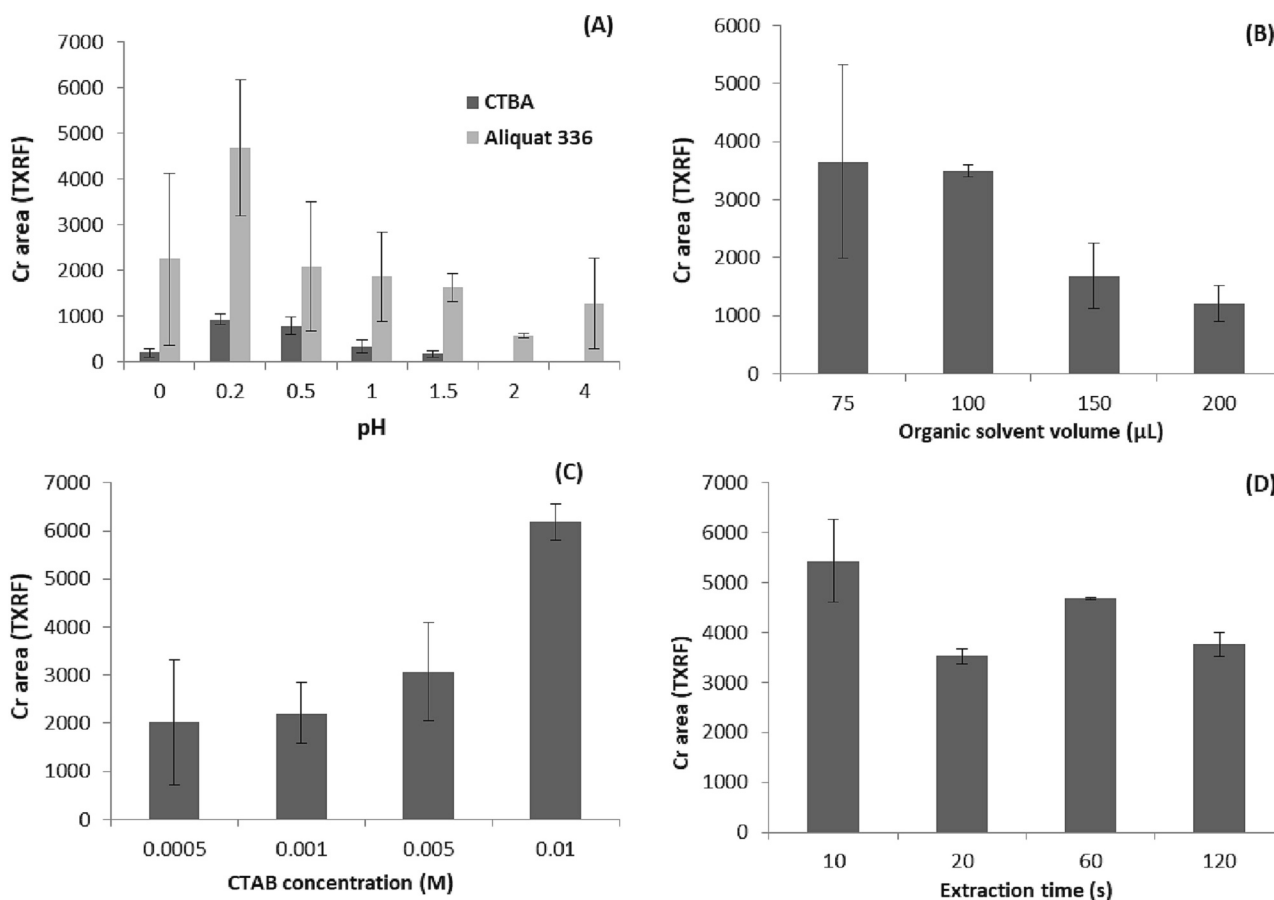 (A)
7000
6000
5000
4000
3000
2000
1000
0
Cr area (TXRF)
CTBA
Aliquat 336
0 0.2 0.5 1 1.5 2 4
pH
(B)
6000
5000
4000
3000
2000
1000
0
Cr area (TXRF)
75 100 150 200
Organic solvent volume (µL)
(C)
7000
6000
5000
4000
3000
2000
1000
0
Cr area (TXRF)
0.0005 0.001 0.005 0.01
CTAB concentration (M)
(D)
7000
6000
5000
4000
3000
2000
1000
0
Cr area (TXRF)
10 20 60 120
Extraction time (s)